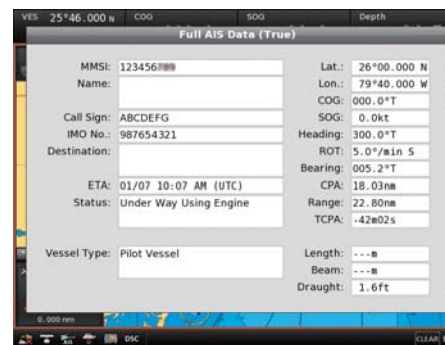 VES 25°46.000 N COG SOG Depth
Full AIS Data (True)
MMSI: 123456
Name:
Call Sign: ABCDEFG
IMO No.: 987654321
Destination:
ETA: 01/07 10:07 AM (UTC)
Status: Under Way Using Engine
Vessel Type: Pilot Vessel
Lat.: 26°00.000 N
Lon.: 79°40.000 W
COG: 000.0°T
SOG: 0.0kt
Heading: 300.0°T
ROT: 5.0°/min S
Bearing: 005.2°T
CPA: 18.03nm
Range: 22.80nm
TCPA: -42m02s
Length: ---m
Beam: ---m
Draught: 1.6ft
0.000 nm
AIS DSC CLEAR